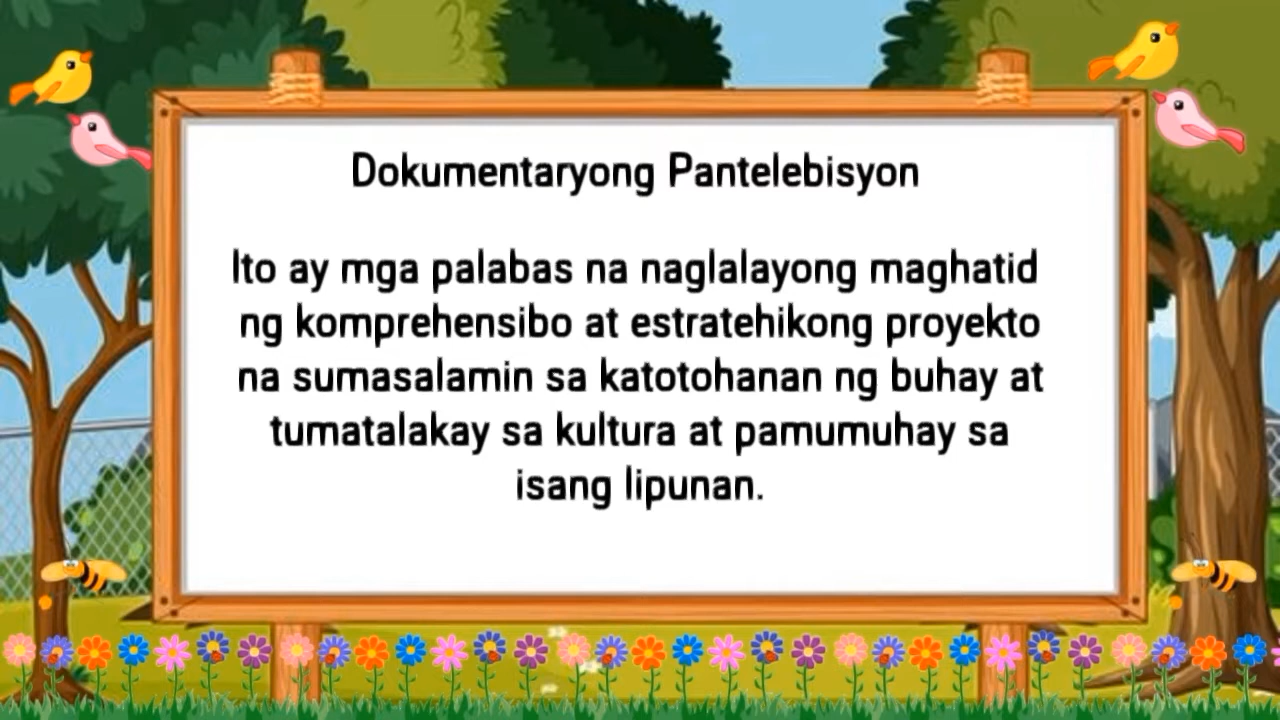 Dokumentaryong Pantelebisyon
Ito ay mga palabas na naglalayong maghatid
ng komprehensibo at estratehikong proyekto
na sumasalamin sa katotohanan ng buhay at
tumatalakay sa kultura at pamumuhay sa
isang lipunan.